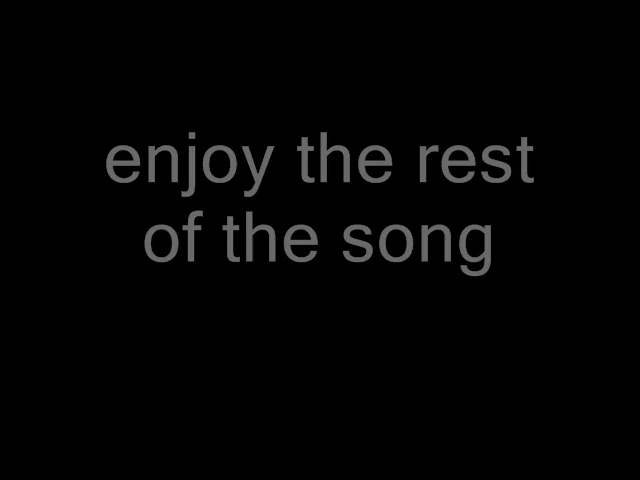 enjoy the rest
of the song